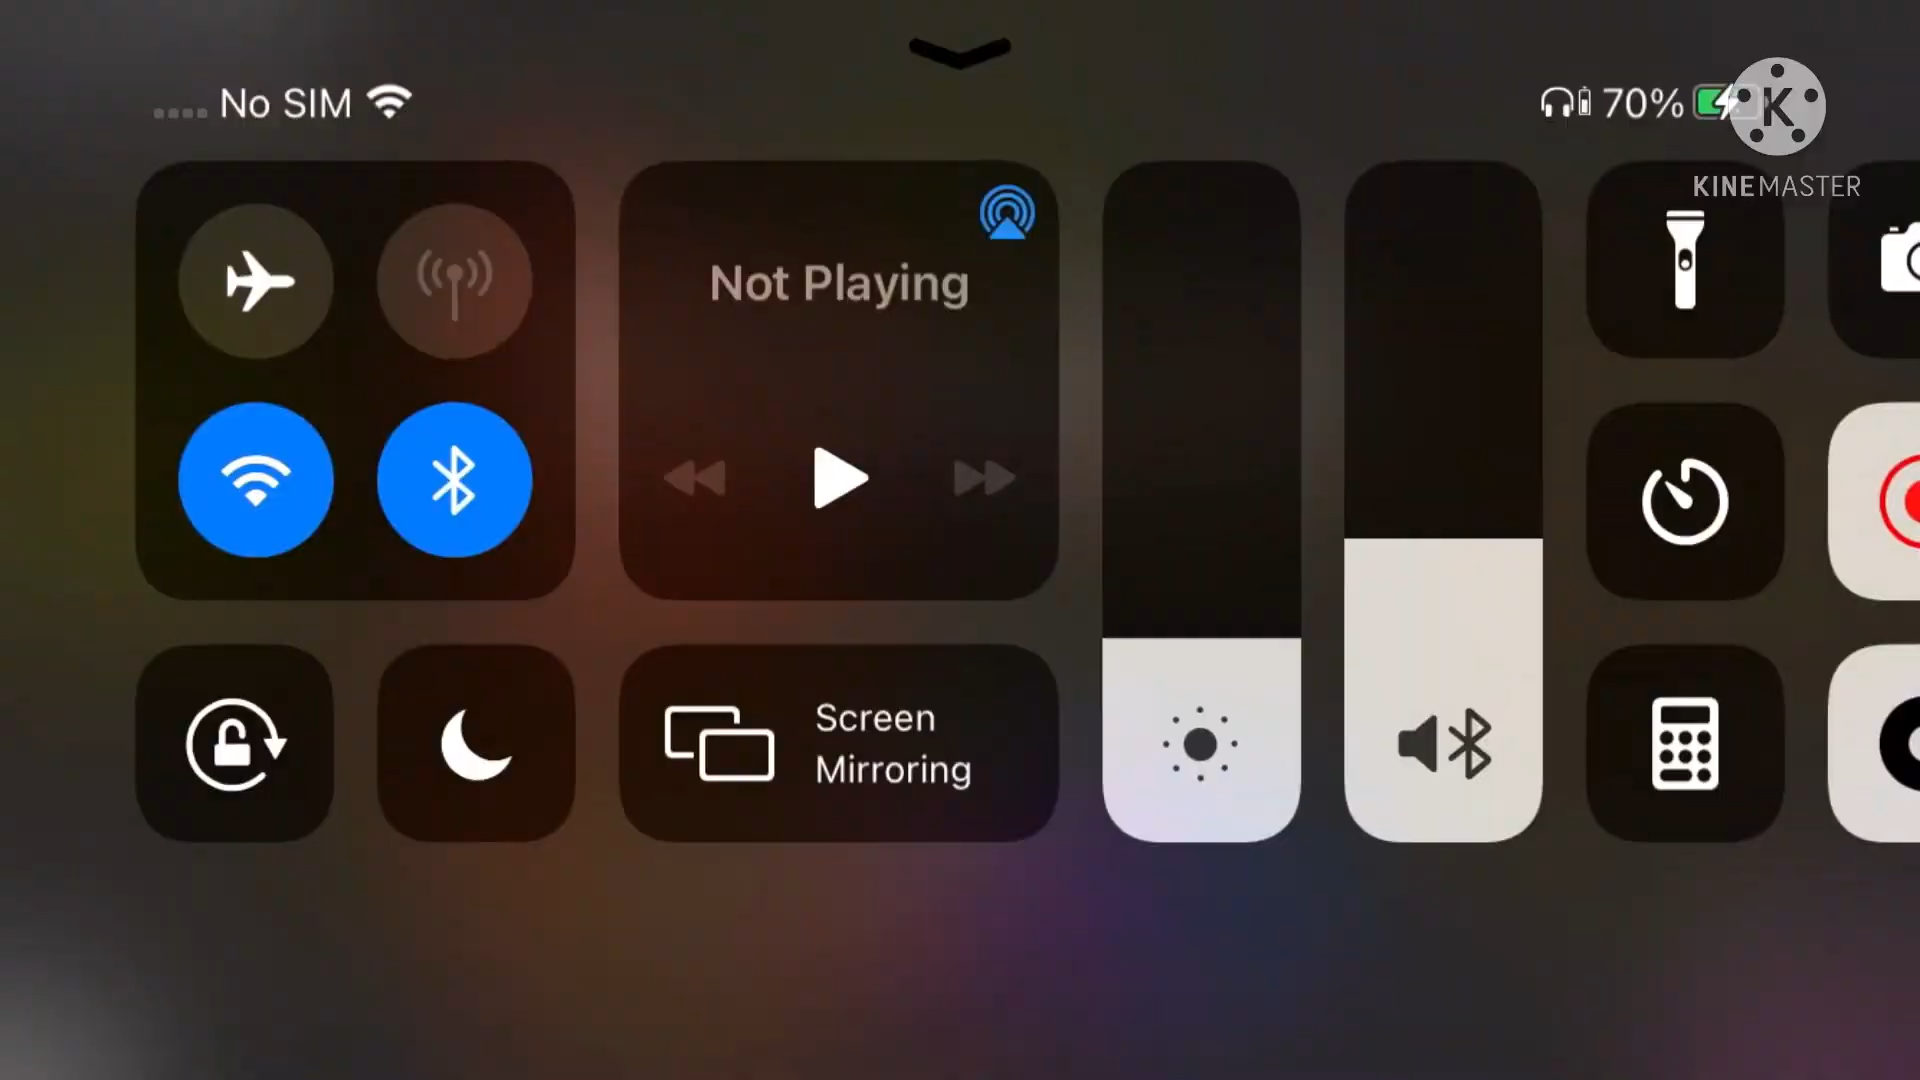 No SIM
70%
K
KINEMASTER
Not Playing
Screen
Mirroring